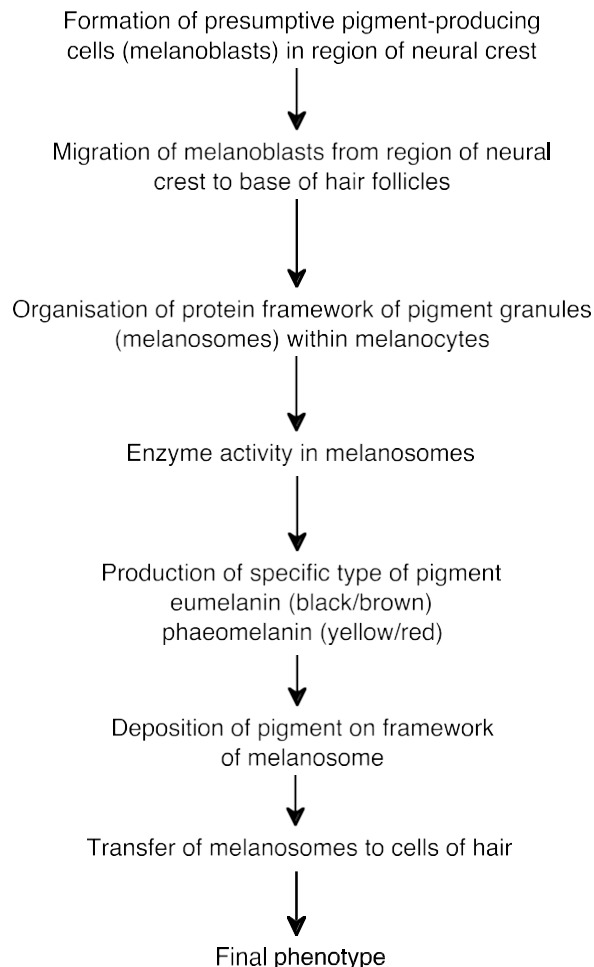 Formation of presumptive pigment-producing
cells (melanoblasts) in region of neural crest
Migration of melanoblasts from region of neural
crest to base of hair follicles
Organisation of protein framework of pigment granules
(melanosomes) within melanocytes
Enzyme activity in melanosomes
Production of specific type of pigment
eumelanin (black/brown)
phaeomelanin (yellow/red)
Deposition of pigment on framework
of melanosome
Transfer of melanosomes to cells of hair
Final phenotype